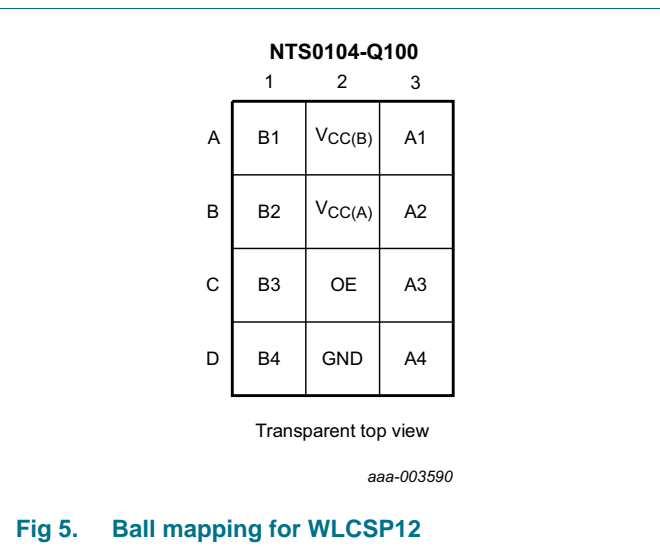 NTS0104-Q100
1 2 3
A B1 VCC(B) A1
B B2 VCC(A) A2
C B3 OE A3
D B4 GND A4
Transparent top view
aaa-003590
Fig 5. Ball mapping for WLCSP12